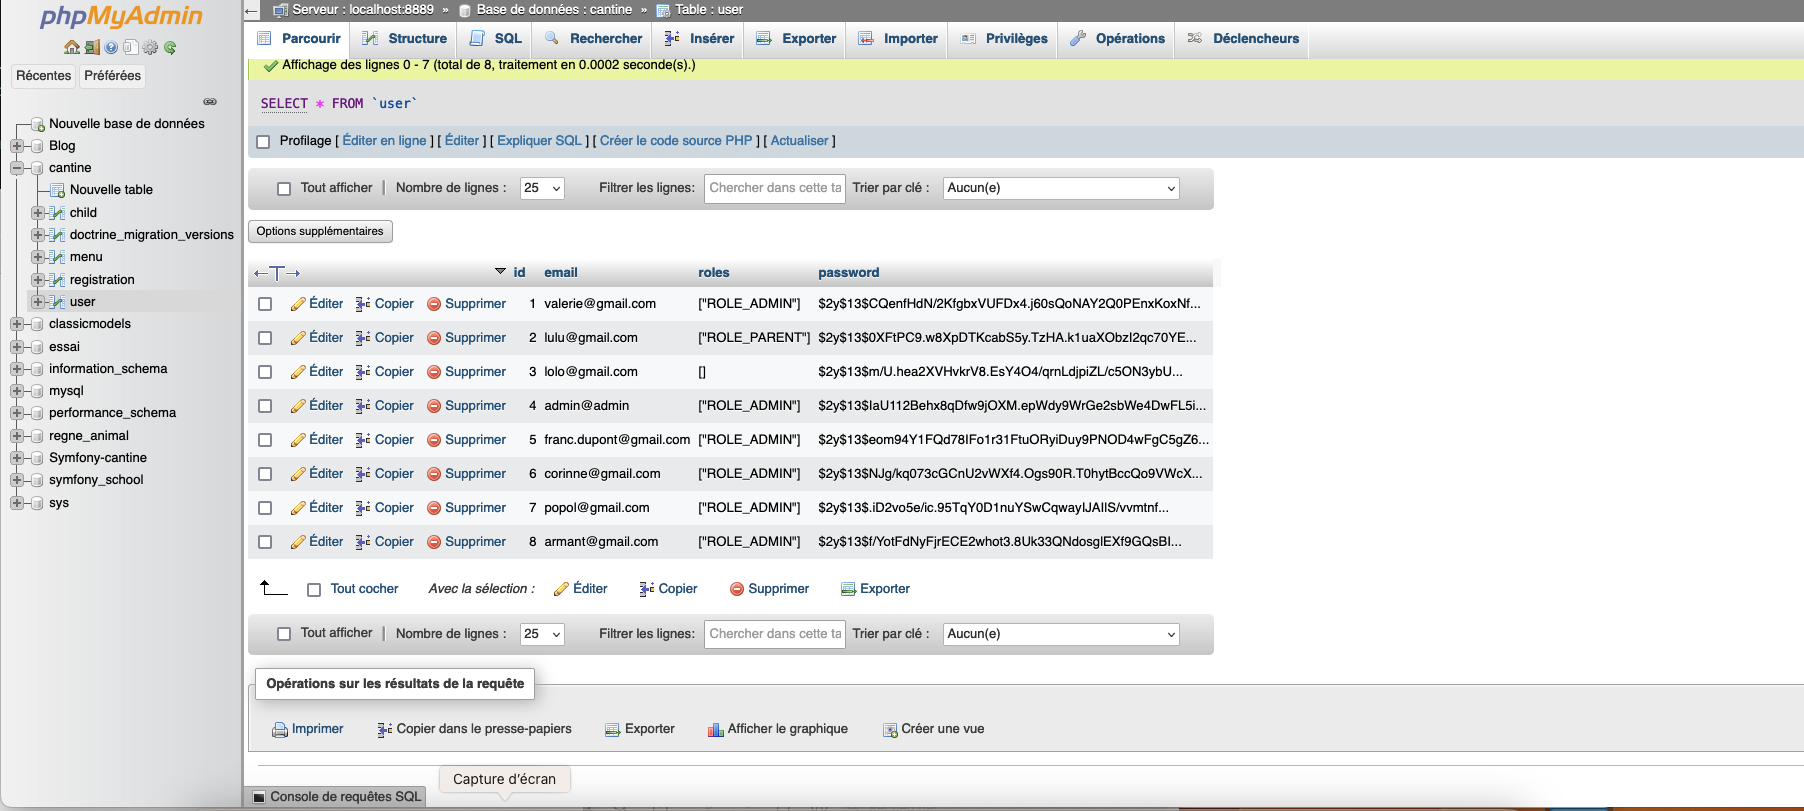 phpMyAdmin
Récentes Préférées
Nouvelle base de données
Blog
cantine
Nouvelle table
child
doctrine_migration_versions
menu
registration
user
classicmodels
essai
information_schema
mysql
performance_schema
regne_animal
Symfony-cantine
symfony_school
sys
Serveur : localhost:8889 » Base de données : cantine » Table : user
Parcourir Structure SQL Rechercher Insérer Exporter Importer Privilèges Opérations Déclencheurs
Affichage des lignes 0 - 7 (total de 8, traitement en 0.0002 seconde(s).)
SELECT * FROM `user`
Profilage [ Éditer en ligne ] [ Éditer ] [ Expliquer SQL ] [ Créer le code source PHP ] [ Actualiser ]
Tout afficher | Nombre de lignes : 25 Filtrer les lignes: Chercher dans cette ta Trier par clé : Aucun(e)
Options supplémentaires
←T→ id email roles password
Éditer Copier Supprimer 1 valerie@gmail.com ["ROLE_ADMIN"] $2y$13$CQenfHdN/2KfgbxVUFDx4.j60sQoNAY2Q0PEnxKoxNf...
Éditer Copier Supprimer 2 lulu@gmail.com ["ROLE_PARENT"] $2y$13$0XFtPC9.w8XpDTKcabS5y.TzHA.k1uaXObzI2qc70YE...
Éditer Copier Supprimer 3 lolo@gmail.com [] $2y$13$m/U.hea2XVHvkrV8.EsY4O4/qrnLdjpiZL/c5ON3ybU...
Éditer Copier Supprimer 4 admin@admin ["ROLE_ADMIN"] $2y$13$IaU112Behx8qDfw9jOXM.epWdy9WrGe2sbWe4DwFL5i...
Éditer Copier Supprimer 5 franc.dupont@gmail.com ["ROLE_ADMIN"] $2y$13$eom94Y1FQd78IFo1r31FtuORyiDuy9PNOD4wFgC5gZ6...
Éditer Copier Supprimer 6 corinne@gmail.com ["ROLE_ADMIN"] $2y$13$NJg/kq073cGCnU2vWXf4.Ogs90R.T0hytBccQo9VWcX...
Éditer Copier Supprimer 7 popol@gmail.com ["ROLE_ADMIN"] $2y$13$.iD2vo5e/ic.95TqY0D1nuYSwCqwayIJAIlS/vvmtnf...
Éditer Copier Supprimer 8 armant@gmail.com ["ROLE_ADMIN"] $2y$13$f/YotFdNyFjrECE2whot3.8Uk33QNdosglEXf9GQsBI...
Tout cocher Avec la sélection : Éditer Copier Supprimer Exporter
Tout afficher | Nombre de lignes : 25 Filtrer les lignes: Chercher dans cette ta Trier par clé : Aucun(e)
Opérations sur les résultats de la requête
Imprimer Copier dans le presse-papiers Exporter Afficher le graphique Créer une vue
Capture d'écran
Console de requêtes SQL